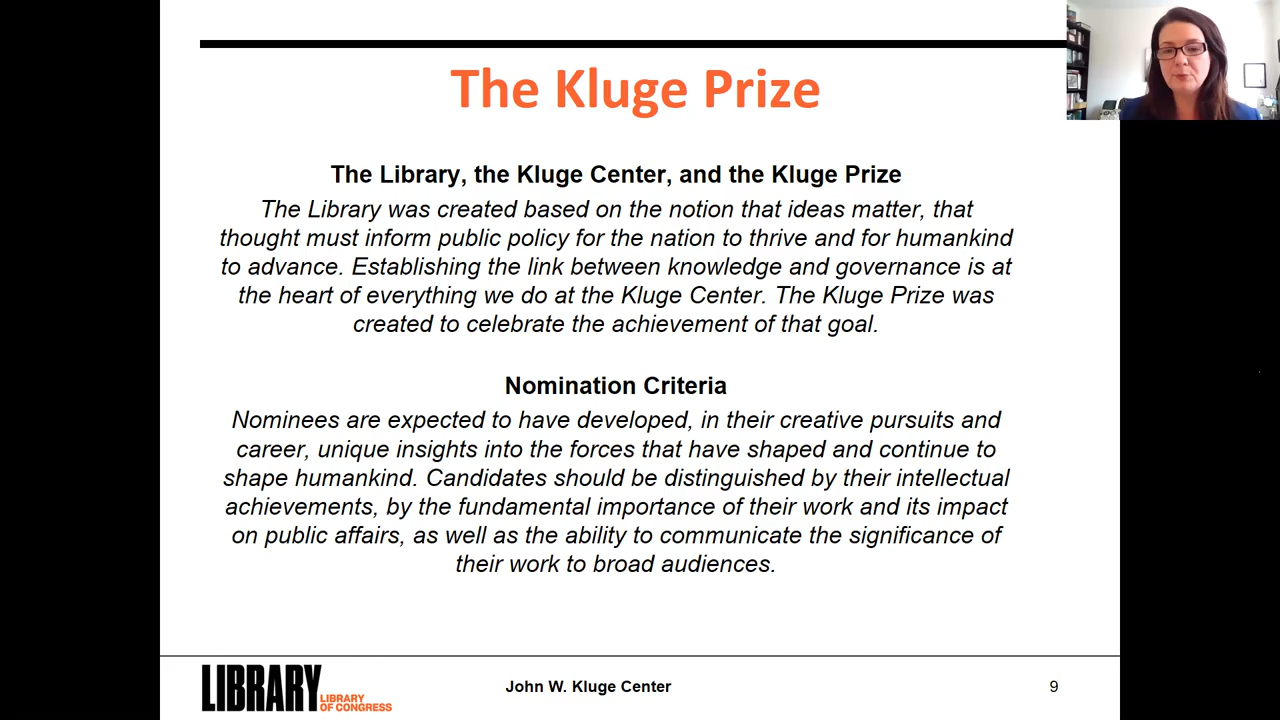 The Kluge Prize
The Library, the Kluge Center, and the Kluge Prize
The Library was created based on the notion that ideas matter, that
thought must inform public policy for the nation to thrive and for humankind
to advance. Establishing the link between knowledge and governance is at
the heart of everything we do at the Kluge Center. The Kluge Prize was
created to celebrate the achievement of that goal.
Nomination Criteria
Nominees are expected to have developed, in their creative pursuits and
career, unique insights into the forces that have shaped and continue to
shape humankind. Candidates should be distinguished by their intellectual
achievements, by the fundamental importance of their work and its impact
on public affairs, as well as the ability to communicate the significance of
their work to broad audiences.
LIBRARY
LIBRARY
OF CONGRESS
John W. Kluge Center
9